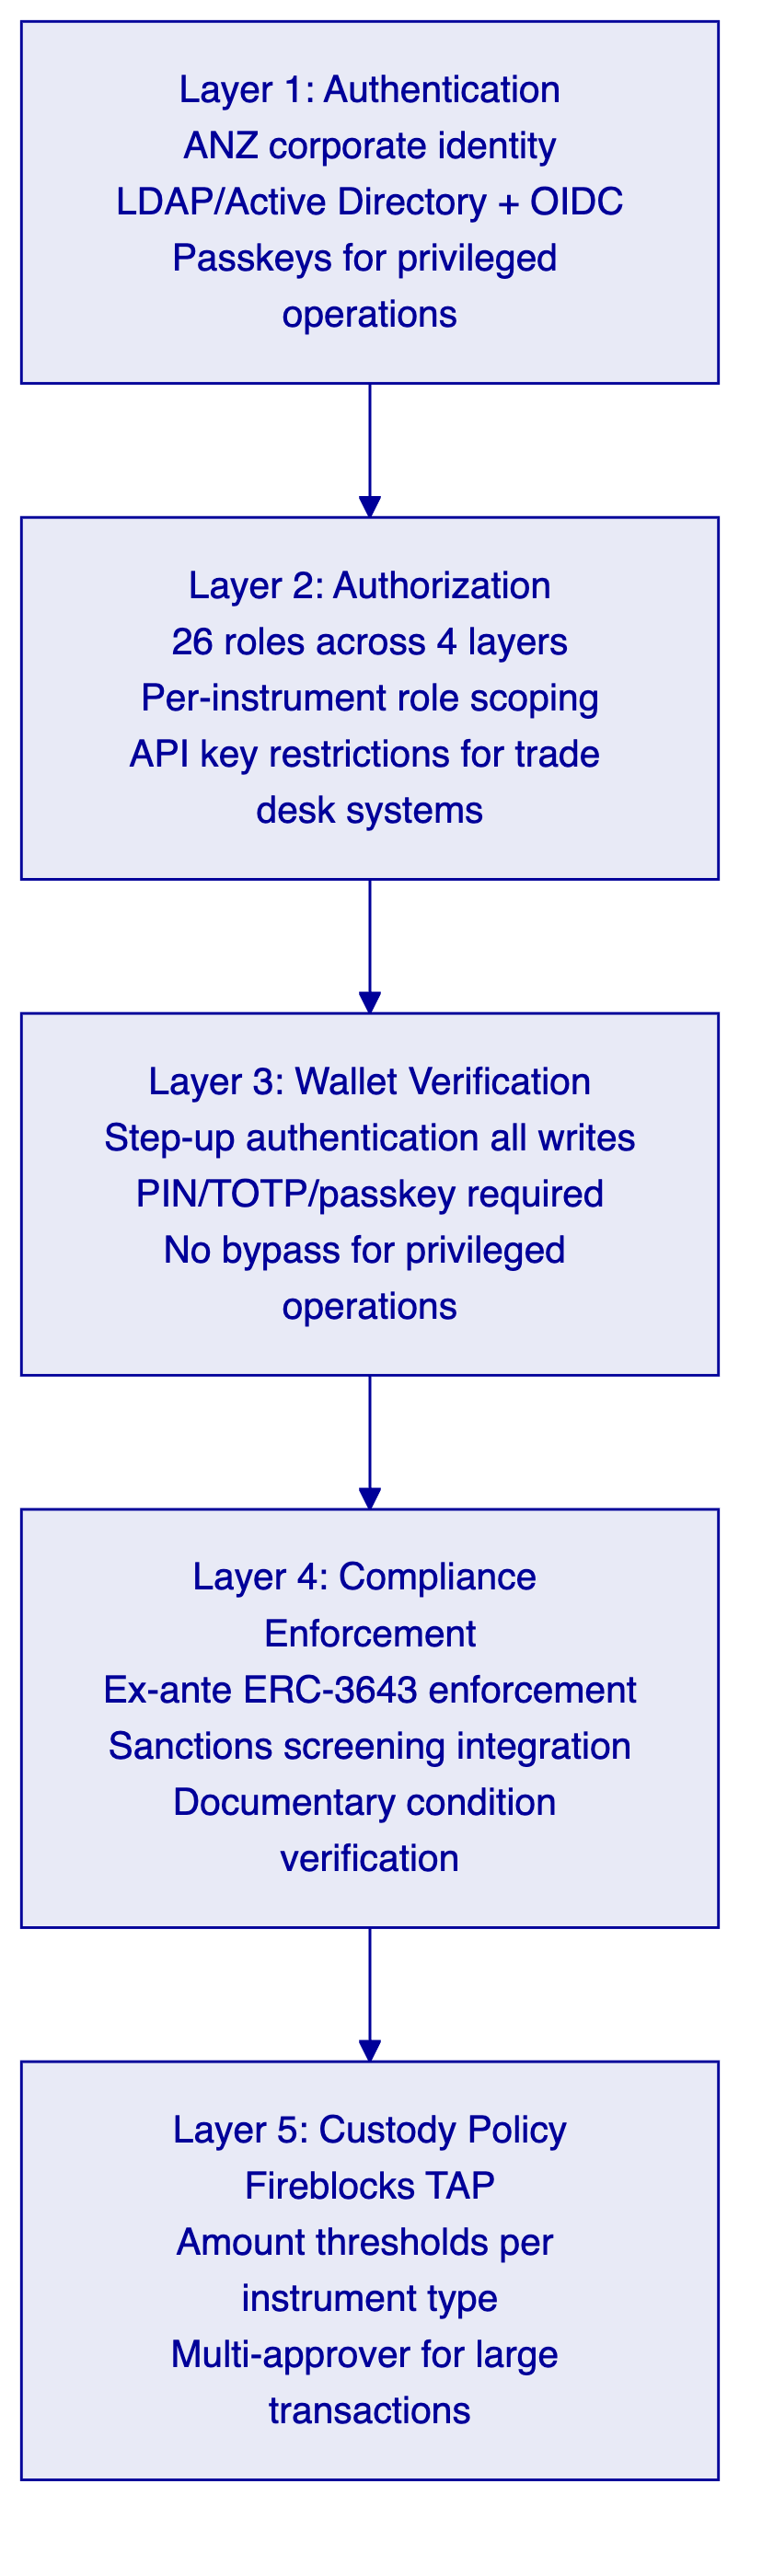 Layer 1: Authentication
ANZ corporate identity
LDAP/Active Directory + OIDC
Passkeys for privileged
operations
Layer 2: Authorization
26 roles across 4 layers
Per-instrument role scoping
API key restrictions for trade
desk systems
Layer 3: Wallet Verification
Step-up authentication all writes
PIN/TOTP/passkey required
No bypass for privileged
operations
Layer 4: Compliance
Enforcement
Ex-ante ERC-3643 enforcement
Sanctions screening integration
Documentary condition
verification
Layer 5: Custody Policy
Fireblocks TAP
Amount thresholds per
instrument type
Multi-approver for large
transactions